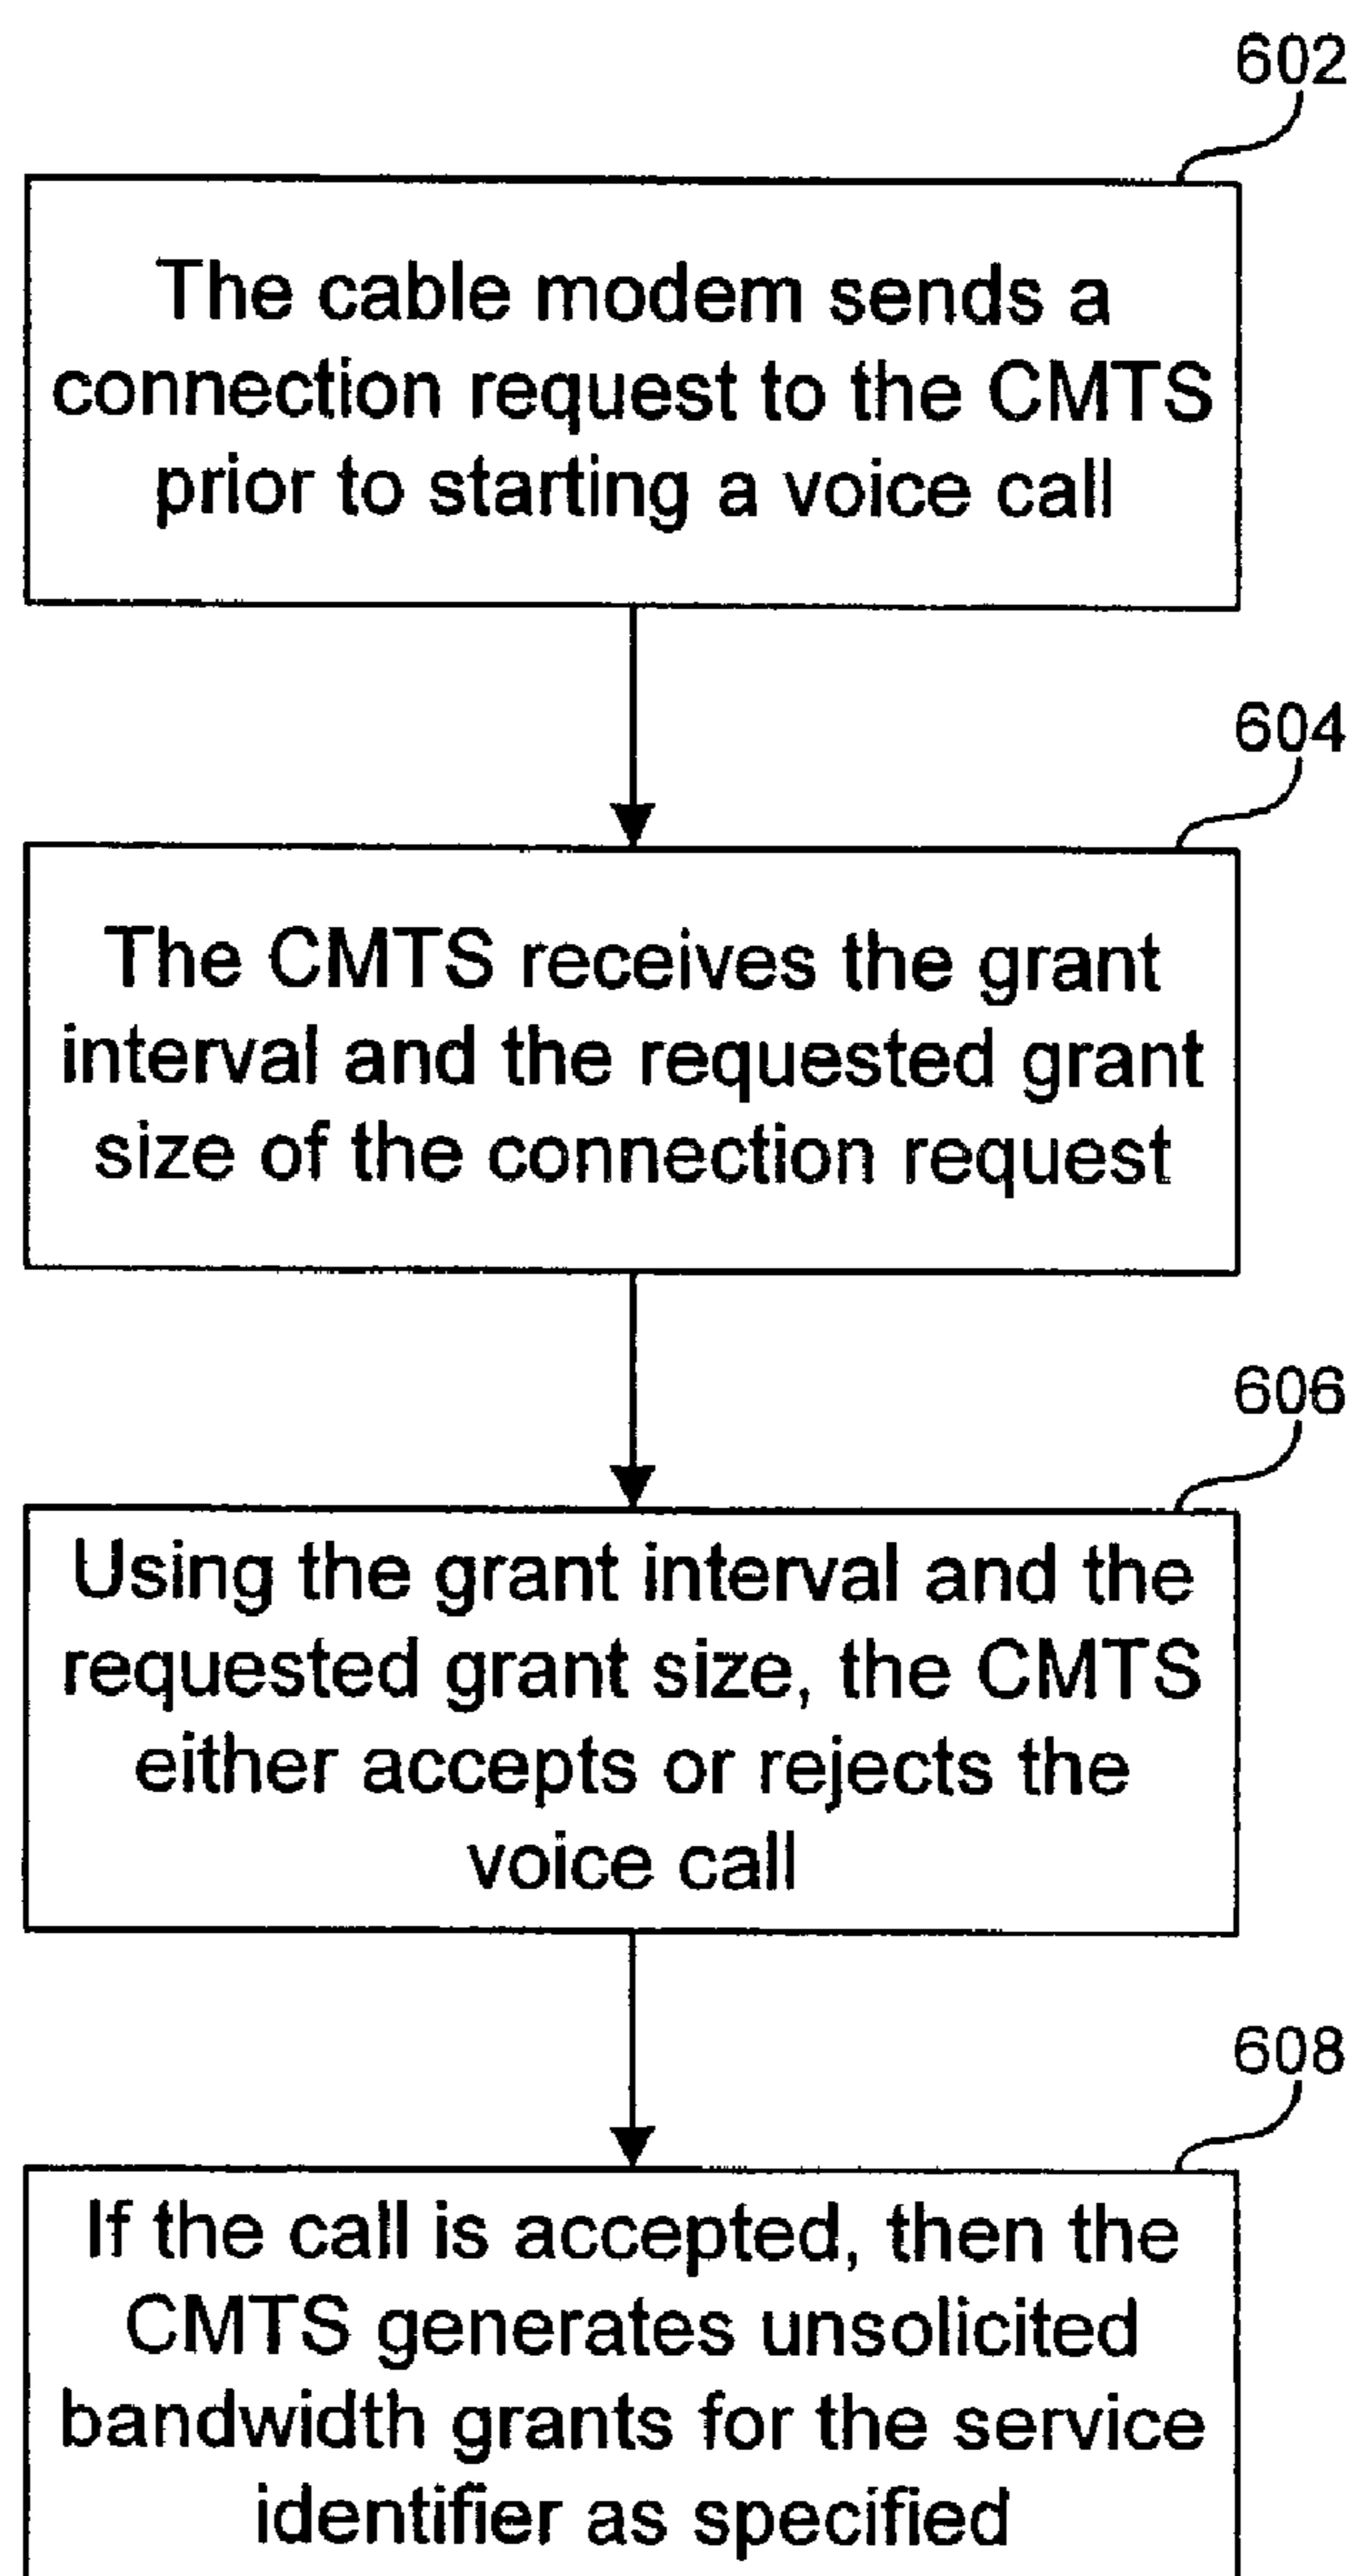 602
The cable modem sends a
connection request to the CMTS
prior to starting a voice call
604
The CMTS receives the grant
interval and the requested grant
size of the connection request
606
Using the grant interval and the
requested grant size, the CMTS
either accepts or rejects the
voice call
608
If the call is accepted, then the
CMTS generates unsolicited
bandwidth grants for the service
identifier as specified